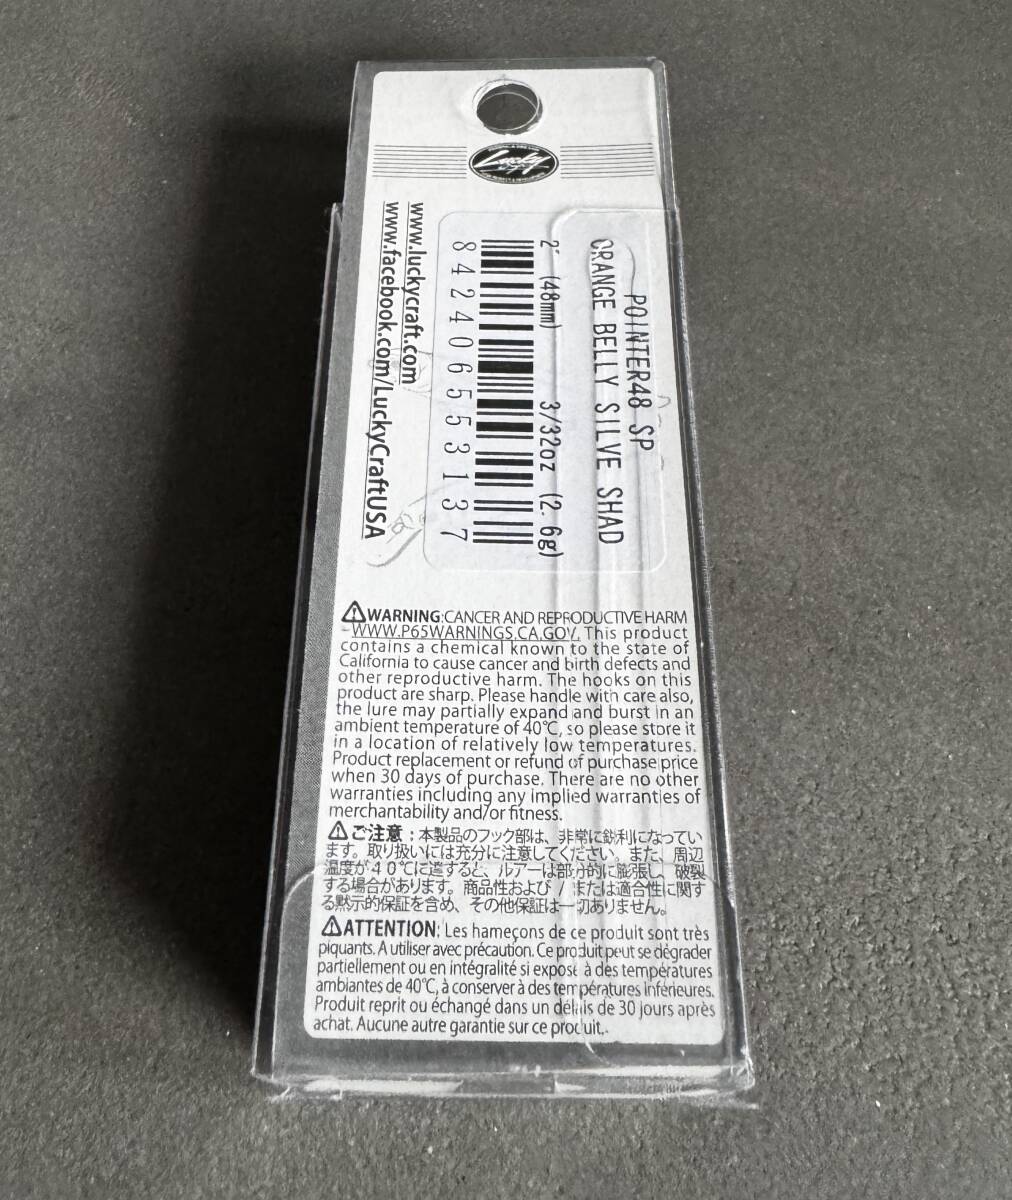 Lucky
POINTER48 SP
ORANGE BELLY SILVE SHAD
2" (48mm) 3/32oz (2.6g)
842406553137
www.luckycraft.com
www.facebook.com/LuckyCraftUSA
⚠WARNING:CANCER AND REPRODUCTIVE HARM
-WWW.P65WARNINGS.CA.GOV. This product
contains a chemical known to the state of
California to cause cancer and birth defects and
other reproductive harm. The hooks on this
product are sharp. Please handle with care also,
the lure may partially expand and burst in an
ambient temperature of 40℃, so please store it
in a location of relatively low temperatures.
Product replacement or refund of purchase price
when 30 days of purchase. There are no other
warranties including any implied warranties of
merchantability and/or fitness.
⚠ご注意：本製品のフック部は、非常に鋭利になってい
ます。取り扱いには充分に注意してください。また、周辺
温度が40℃に達すると、ルアーは部分的に膨張し、破裂
する場合があります。商品性および / または適合性に関す
る黙示的保証を含め、その他保証は一切ありません。
⚠ATTENTION: Les hameçons de ce produit sont très
piquants. A utiliser avec précaution. Ce produit peut se dégrader
partiellement ou en intégralité si exposé à des températures
ambiantes de 40℃, à conserver à des températures inférieures.
Produit reprit ou échangé dans un délais de 30 jours après
achat. Aucune autre garantie sur ce produit.